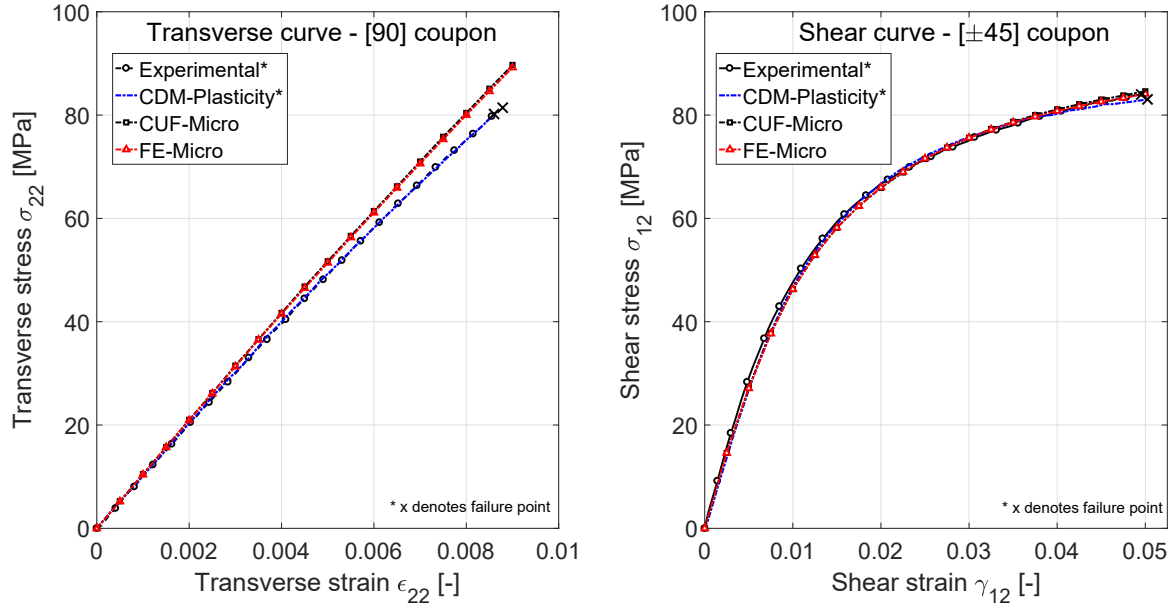 Transverse curve - [90] coupon
Experimental*
CDM-Plasticity*
CUF-Micro
FE-Micro
* x denotes failure point
Transverse stress σ22 [MPa]
100
80
60
40
20
0
0 0.002 0.004 0.006 0.008 0.01
Transverse strain ϵ22 [-]
Shear curve - [±45] coupon
Experimental*
CDM-Plasticity*
CUF-Micro
FE-Micro
* x denotes failure point
Shear stress σ12 [MPa]
100
80
60
40
20
0
0 0.01 0.02 0.03 0.04 0.05
Shear strain γ12 [-]